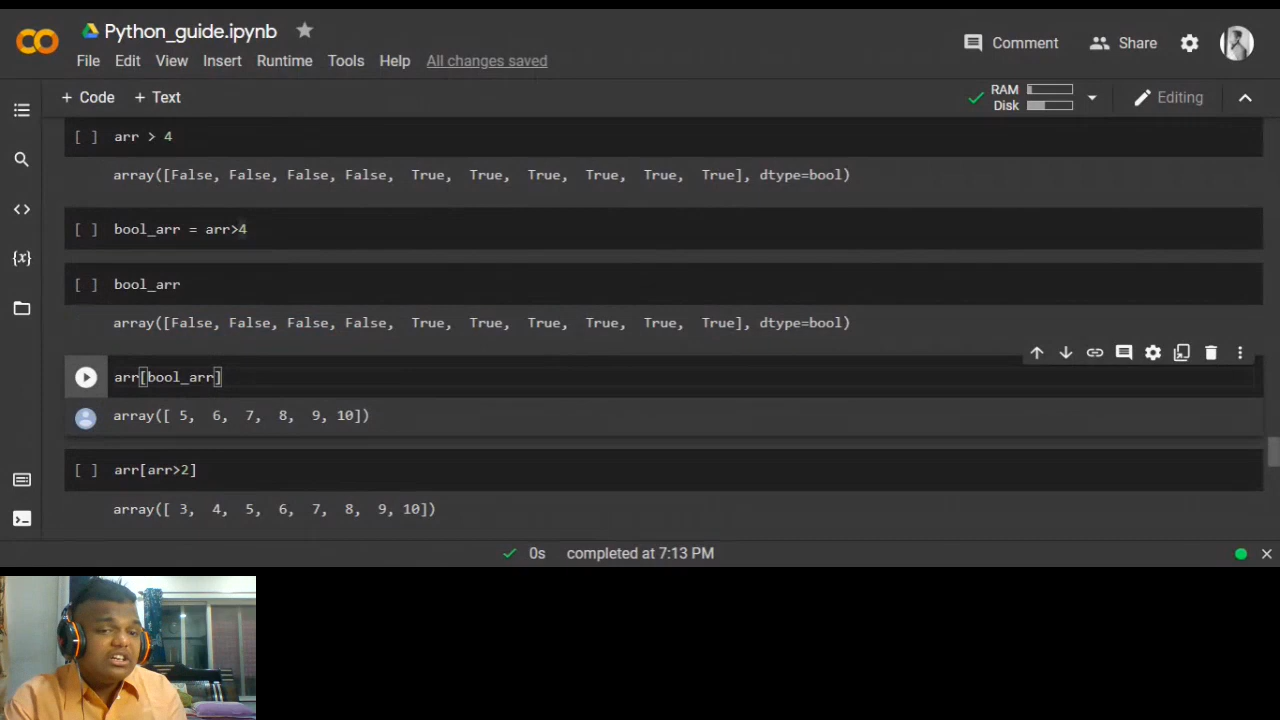 Python_guide.ipynb
File Edit View Insert Runtime Tools Help All changes saved
Comment Share
+ Code + Text
RAM
Disk
Editing
[ ] arr > 4
array([False, False, False, False,  True,  True,  True,  True,  True,  True], dtype=bool)
[ ] bool_arr = arr>4
[ ] bool_arr
array([False, False, False, False,  True,  True,  True,  True,  True,  True], dtype=bool)
arr[bool_arr]
array([ 5,  6,  7,  8,  9, 10])
[ ] arr[arr>2]
array([ 3,  4,  5,  6,  7,  8,  9, 10])
0s completed at 7:13 PM